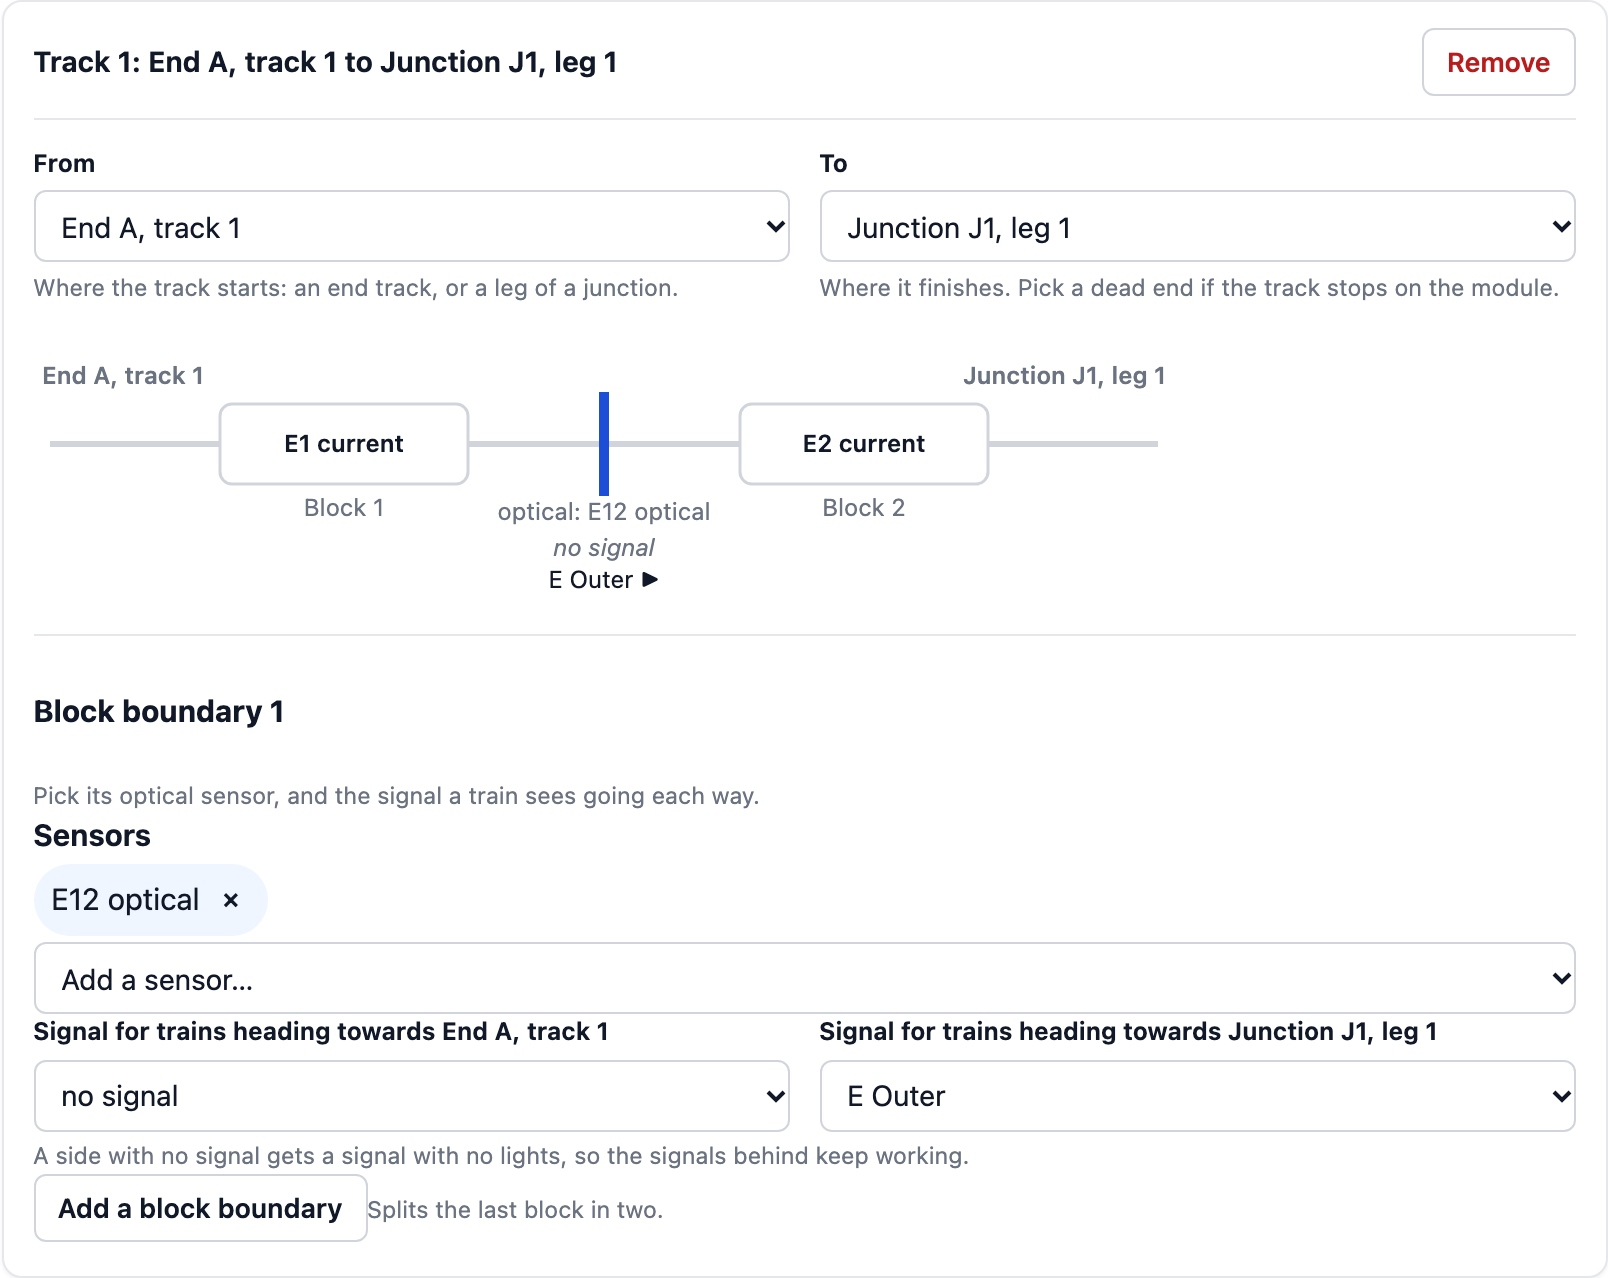 Track 1: End A, track 1 to Junction J1, leg 1
Remove
From
To
End A, track 1
Junction J1, leg 1
Where the track starts: an end track, or a leg of a junction.
Where it finishes. Pick a dead end if the track stops on the module.
End A, track 1
Junction J1, leg 1
E1 current
E2 current
Block 1
optical: E12 optical
Block 2
no signal
E Outer ▶
Block boundary 1
Pick its optical sensor, and the signal a train sees going each way.
Sensors
E12 optical ×
Add a sensor...
Signal for trains heading towards End A, track 1
Signal for trains heading towards Junction J1, leg 1
no signal
E Outer
A side with no signal gets a signal with no lights, so the signals behind keep working.
Add a block boundary
Splits the last block in two.